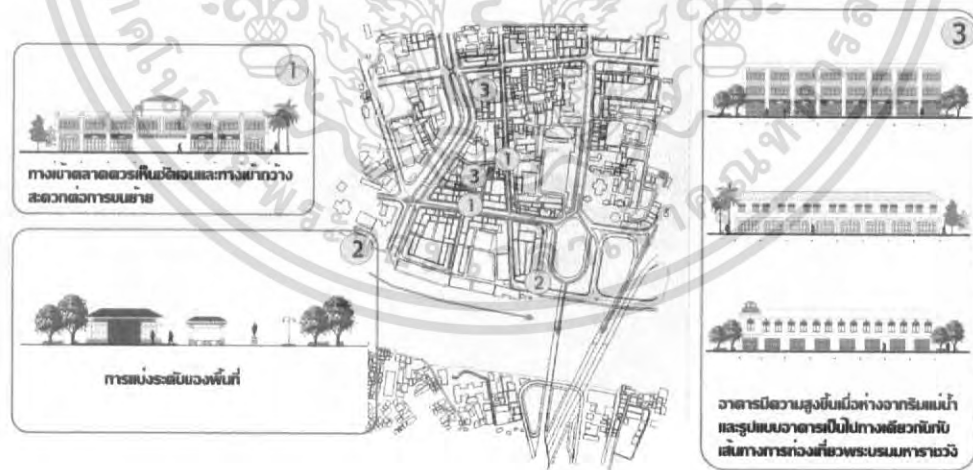 1
ทางเข้าตลาดควรเห็นชัดเจนและทางเข้ากว้าง
สะดวกต่อการขนย้าย
2
การแบ่งระดับของพื้นที่
3
1
3
1
2
3
อาคารมีความสูงขึ้นเมื่อห่างจากริมแม่น้ำ
และรูปแบบอาคารเป็นไปทางเดียวกันกับ
เส้นทางการท่องเที่ยวพระบรมมหาราชวัง